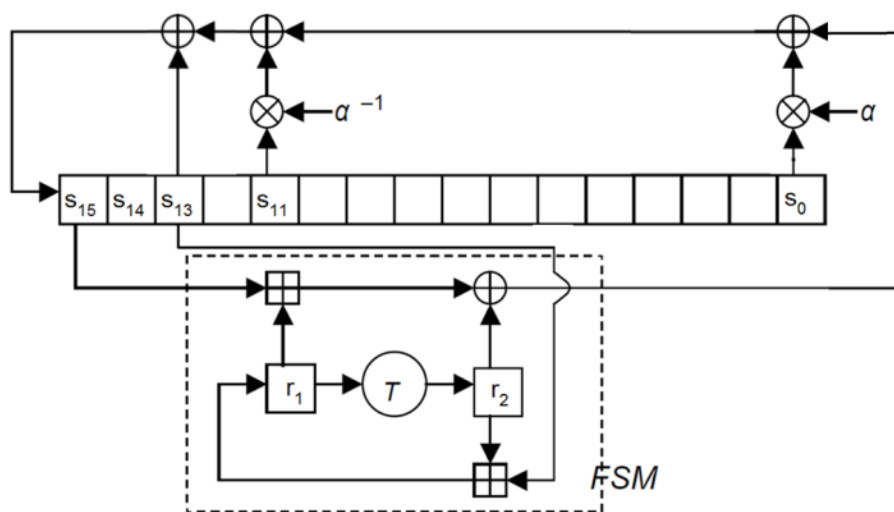 α –1
α
s15 s14 s13 s11 s0
r1 T r2
FSM